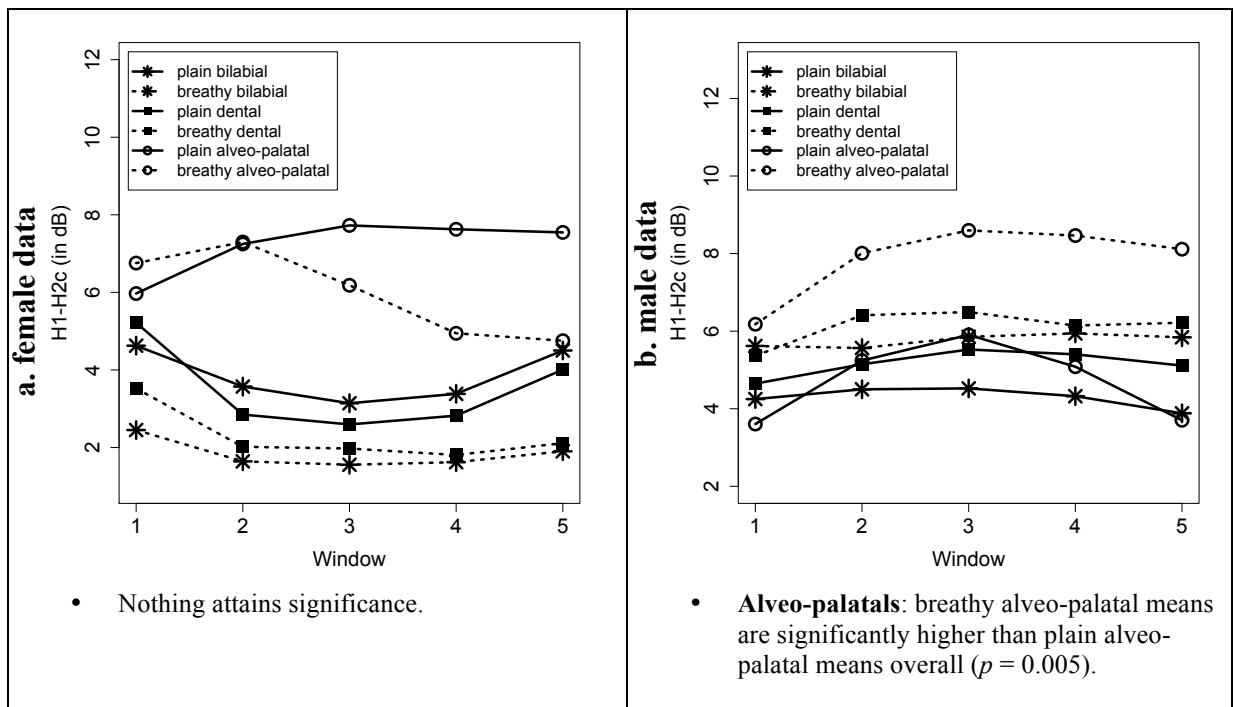 a. female data
H1-H2c (in dB)
12
10
8
6
4
2
plain bilabial
breathy bilabial
plain dental
breathy dental
plain alveo-palatal
breathy alveo-palatal
1 2 3 4 5
Window
• Nothing attains significance.
b. male data
H1-H2c (in dB)
12
10
8
6
4
2
plain bilabial
breathy bilabial
plain dental
breathy dental
plain alveo-palatal
breathy alveo-palatal
1 2 3 4 5
Window
• Alveo-palatals: breathy alveo-palatal means
are significantly higher than plain alveo-
palatal means overall (p = 0.005).